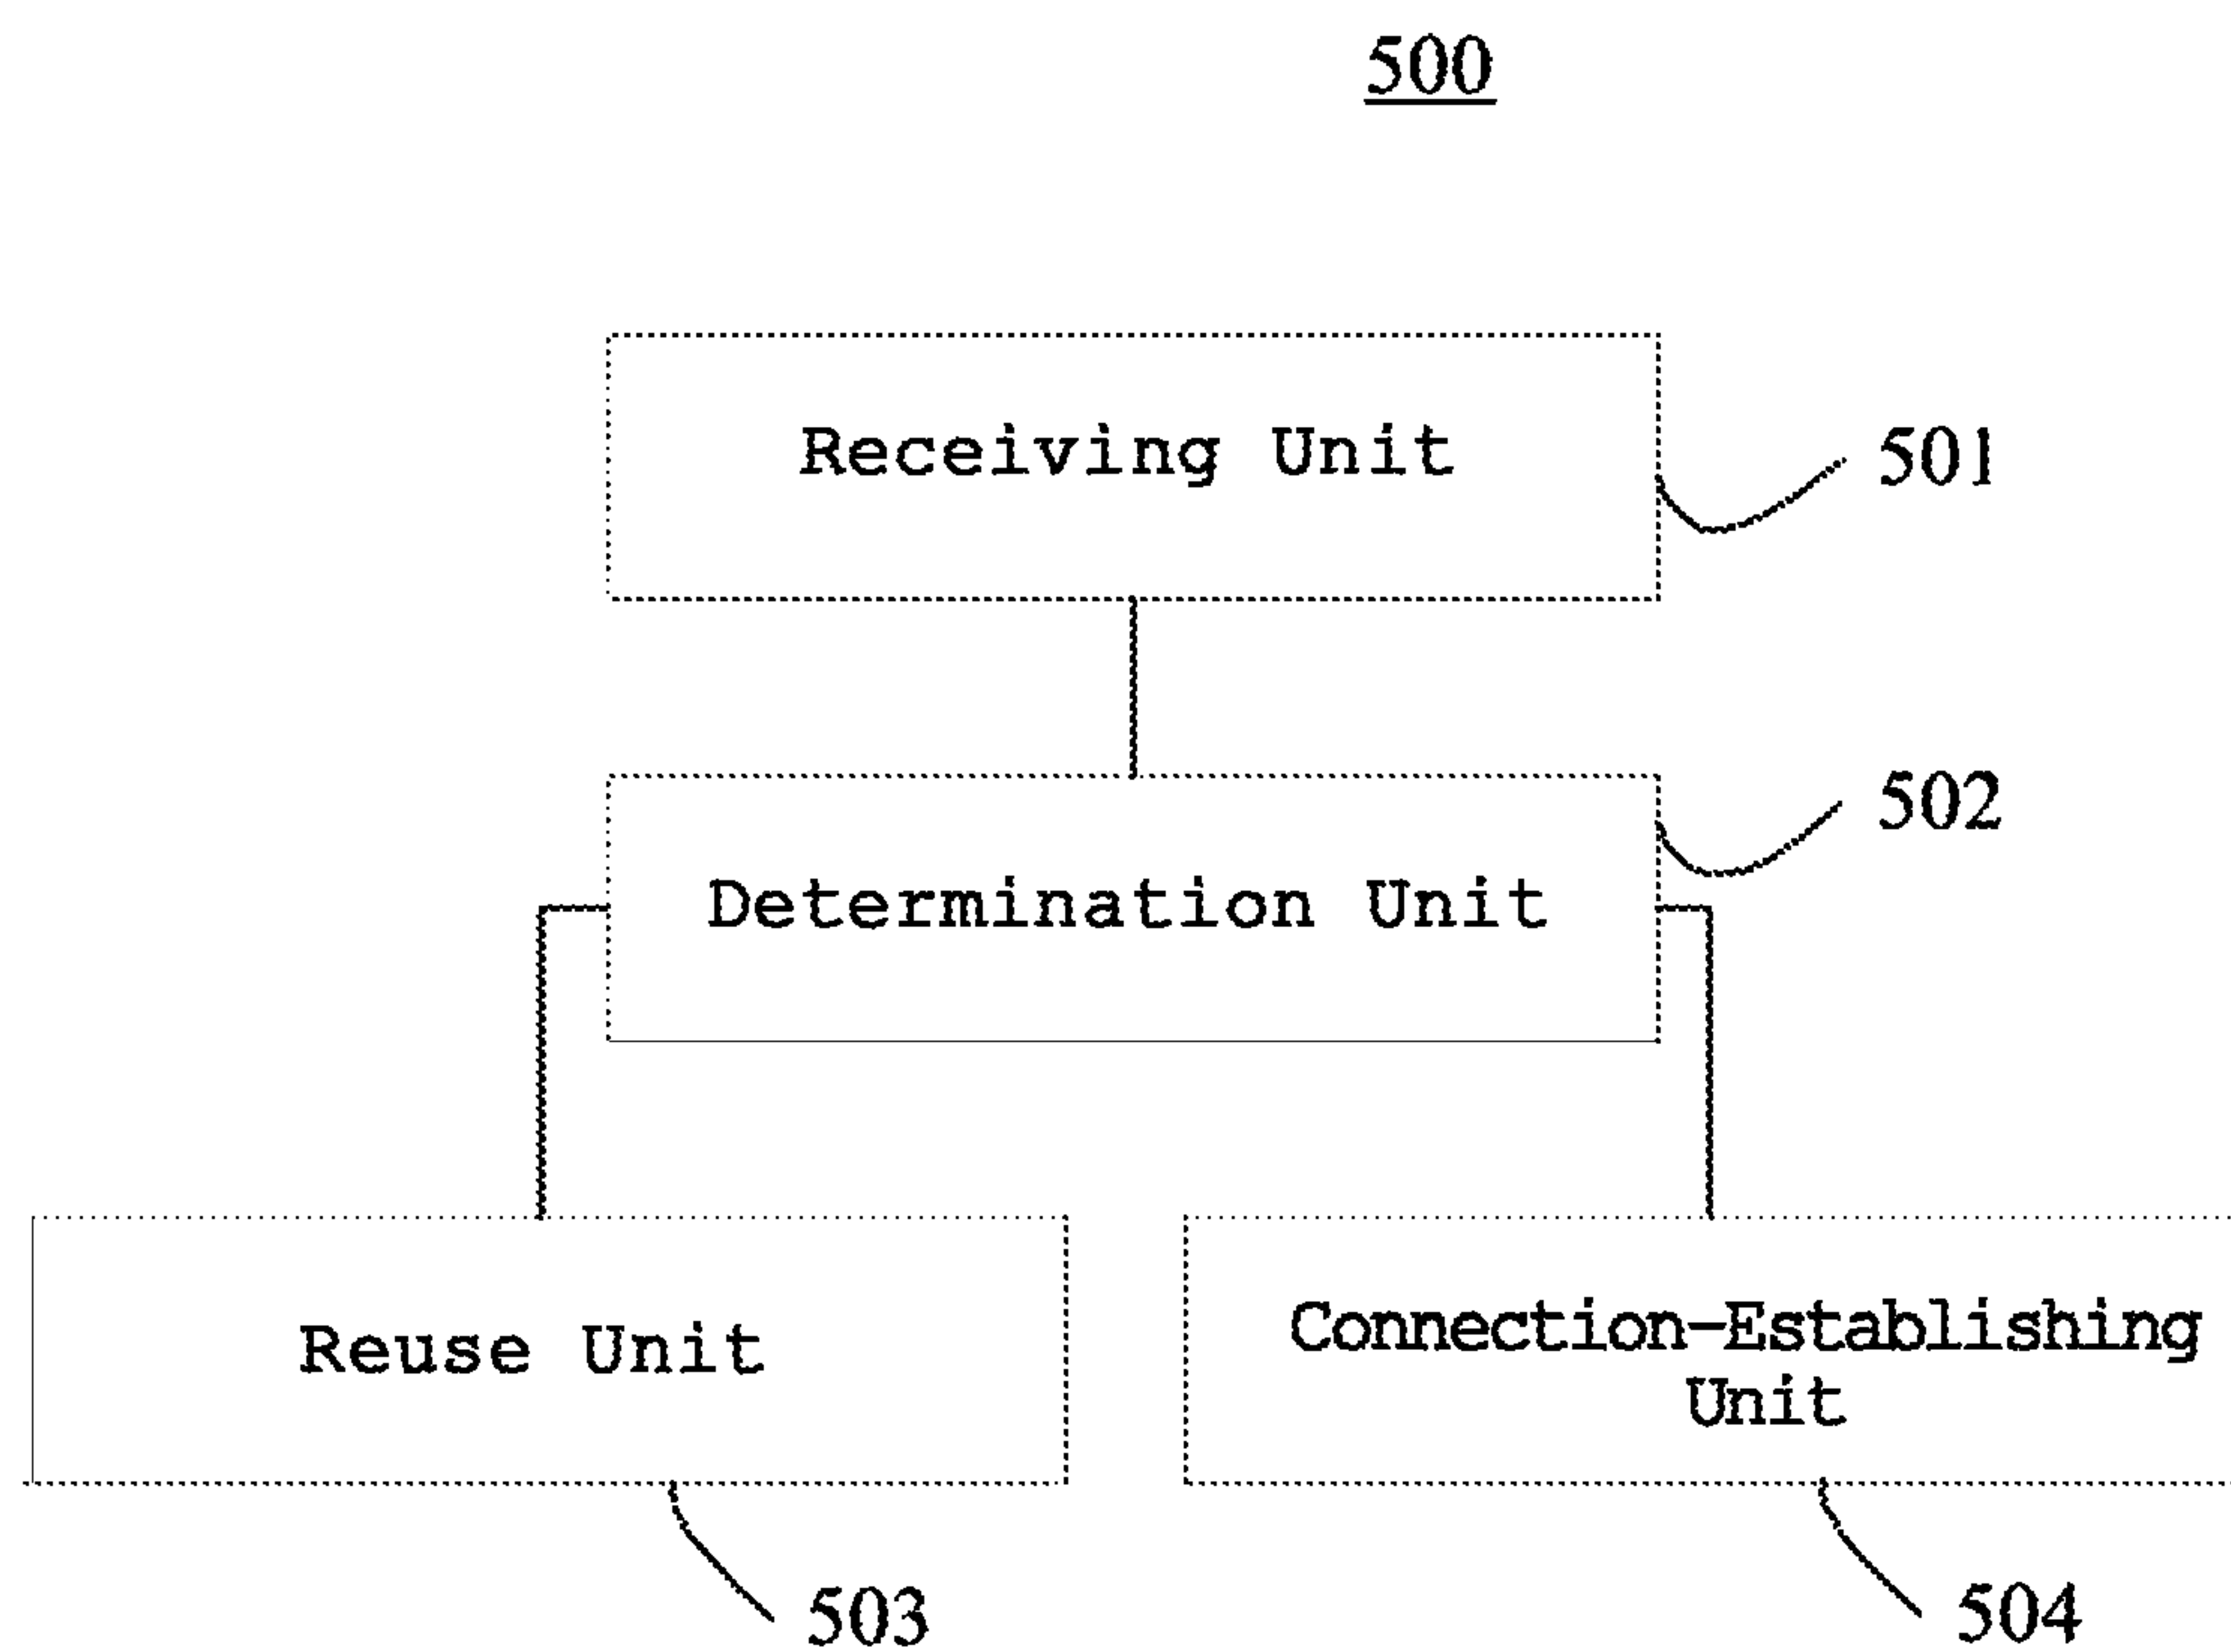 500
Receiving Unit
501
502
Determination Unit
Reuse Unit
Connection-Establishing
Unit
503
504